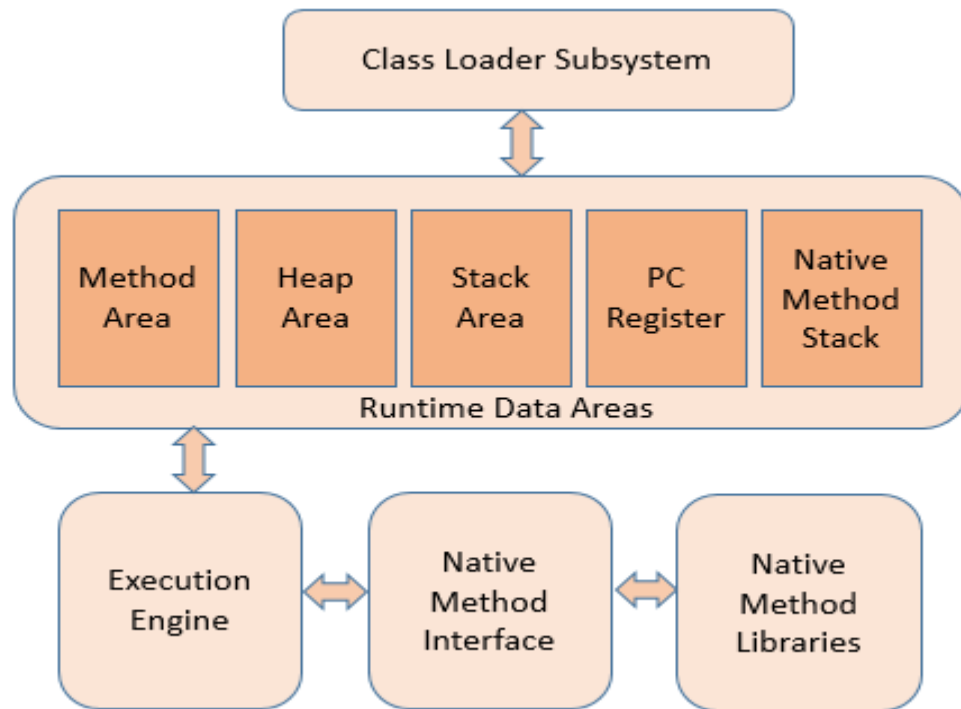 Class Loader Subsystem
Method
Area
Heap
Area
Stack
Area
PC
Register
Native
Method
Stack
Runtime Data Areas
Execution
Engine
Native
Method
Interface
Native
Method
Libraries